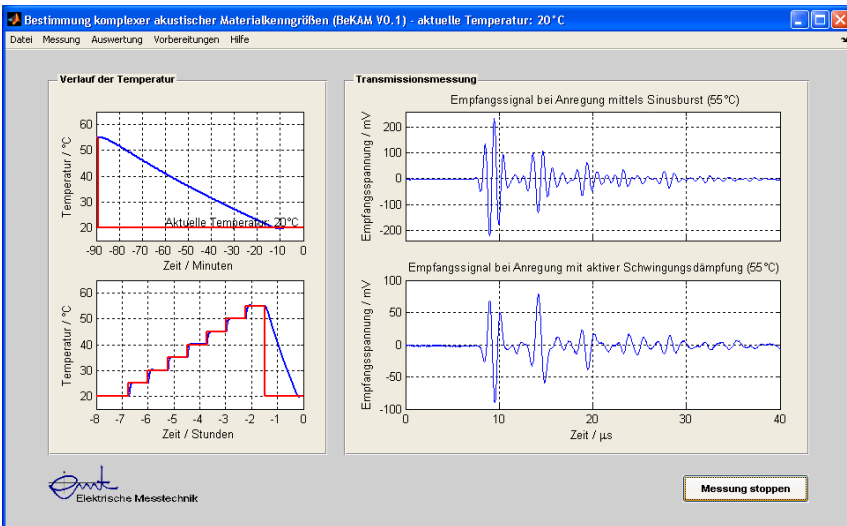 Bestimmung komplexer akustischer Materialkenngrößen (BeKAM V0.1) - aktuelle Temperatur: 20°C
Datei Messung Auswertung Vorbereitungen Hilfe
Verlauf der Temperatur
60
50
40
30
20
Temperatur / °C
Aktuelle Temperatur: 20°C
-90 -80 -70 -60 -50 -40 -30 -20 -10 0
Zeit / Minuten
60
50
40
30
20
Temperatur / °C
-8 -7 -6 -5 -4 -3 -2 -1 0
Zeit / Stunden
Transmissionsmessung
Empfangssignal bei Anregung mittels Sinusburst (55°C)
200
100
0
-100
-200
Empfangsspannung / mV
Empfangssignal bei Anregung mit aktiver Schwingungsdämpfung (55°C)
100
50
0
-50
-100
Empfangsspannung / mV
0 10 20 30 40
Zeit / µs
Elektrische Messtechnik
Messung stoppen